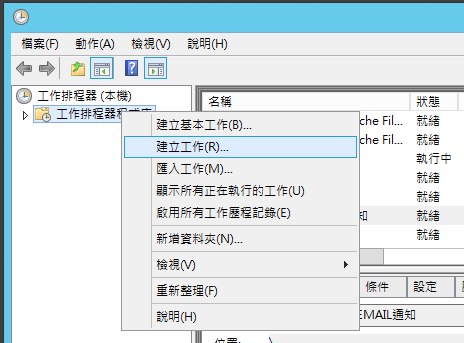 檔案(F) 動作(A) 檢視(V) 說明(H)
工作排程器 (本機)
工作排程器程式庫
名稱 狀態
che Fil... 就緒
che Fil... 就緒
執行中
就緒
就緒
知 就緒
就緒
建立基本工作(B)...
建立工作(R)...
匯入工作(M)...
顯示所有正在執行的工作(U)
啟用所有工作歷程記錄(E)
新增資料夾(N)...
檢視(V)
重新整理(F)
說明(H)
條件 設定
EMAIL通知